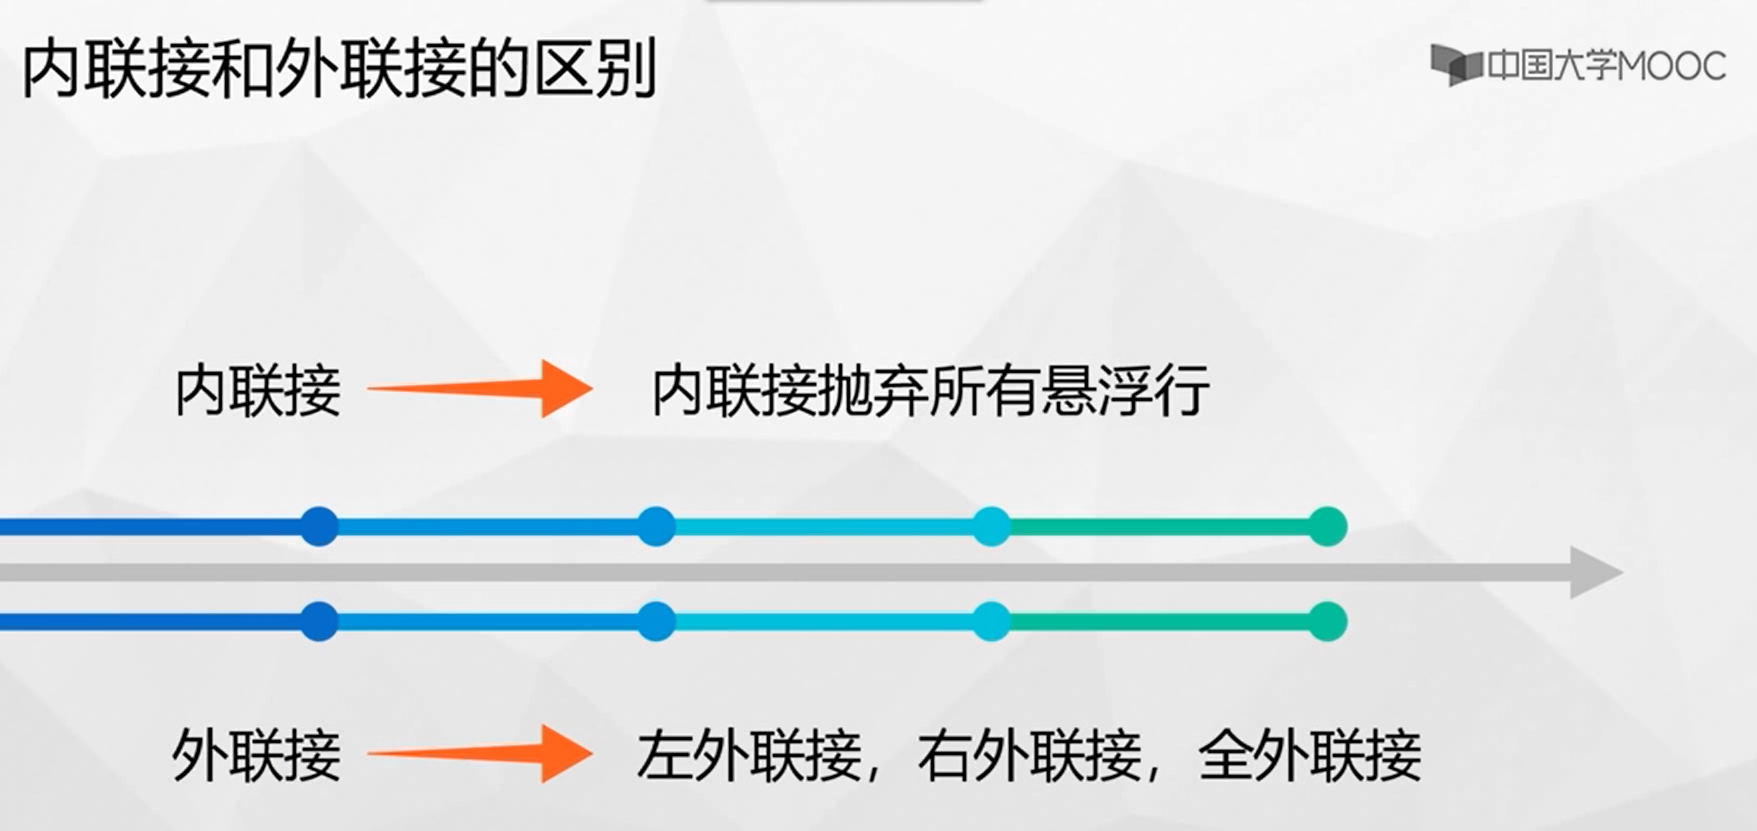 内联接和外联接的区别
中国大学MOOC
内联接 内联接抛弃所有悬浮行
外联接 左外联接，右外联接，全外联接